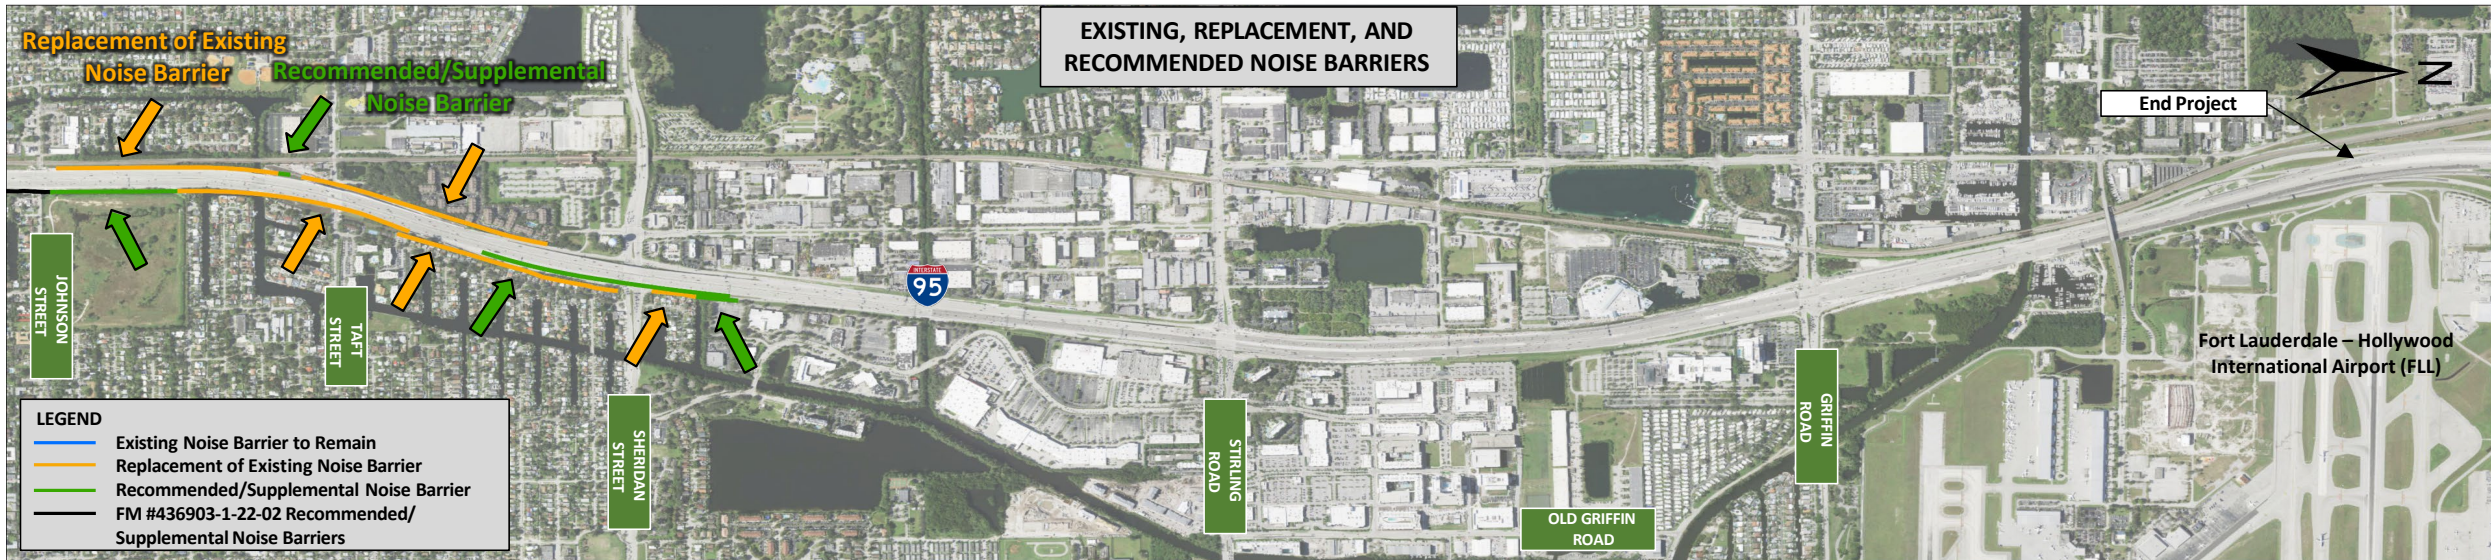 EXISTING, REPLACEMENT, AND
RECOMMENDED NOISE BARRIERS
Replacement of Existing
Noise Barrier
Recommended/Supplemental
Noise Barrier
N
End Project
INTERSTATE
95
JOHNSON
STREET
TAFT
STREET
SHERIDAN
STREET
STIRLING
ROAD
OLD GRIFFIN
ROAD
GRIFFIN
ROAD
Fort Lauderdale – Hollywood
International Airport (FLL)
LEGEND
Existing Noise Barrier to Remain
Replacement of Existing Noise Barrier
Recommended/Supplemental Noise Barrier
FM #436903-1-22-02 Recommended/
Supplemental Noise Barriers